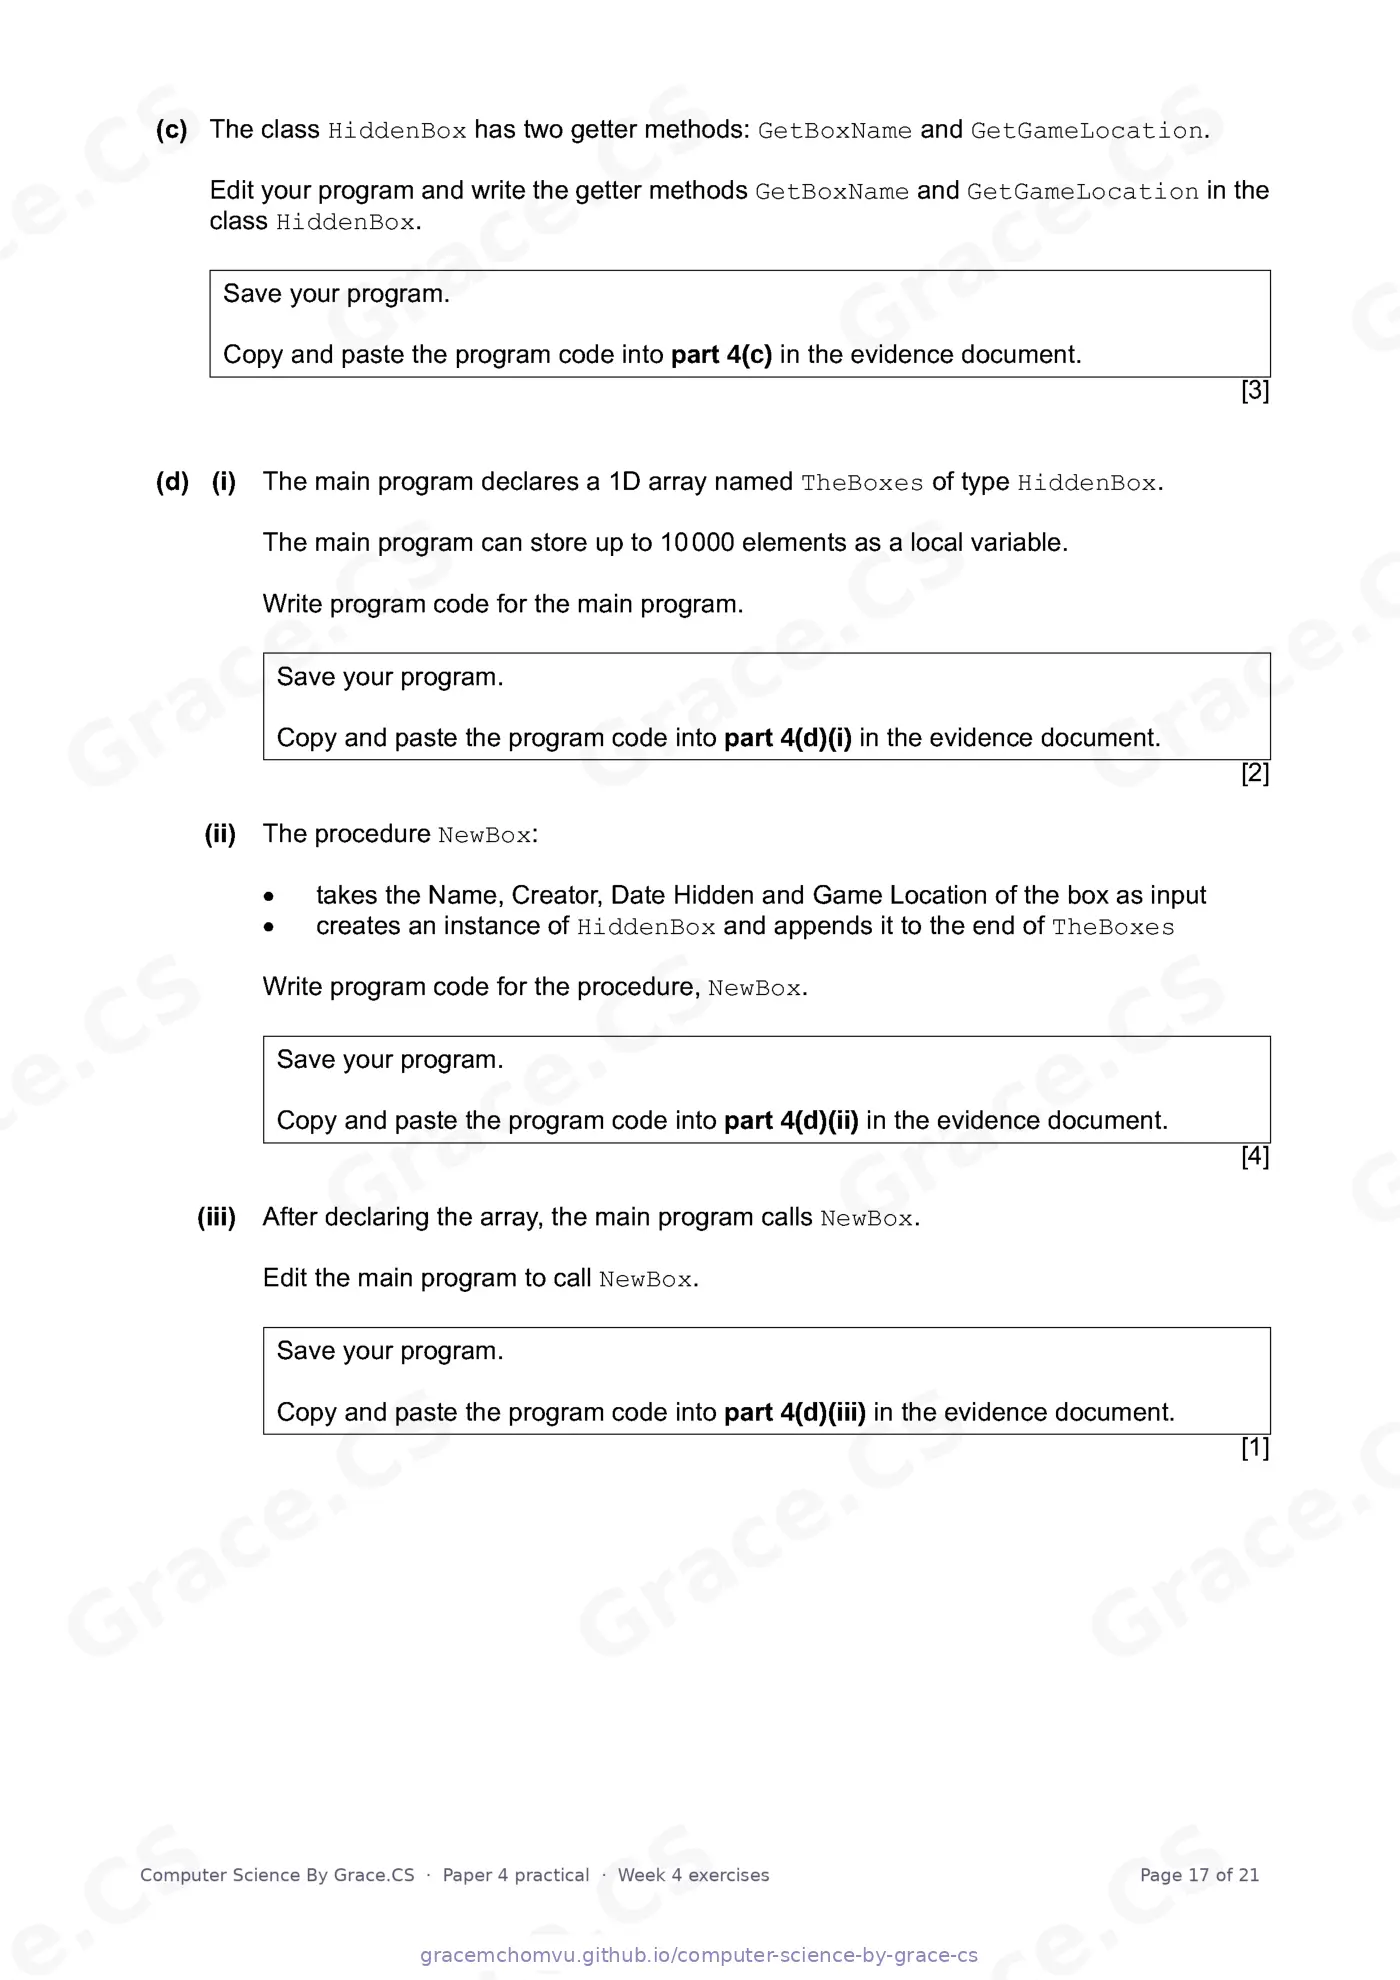 (c) The class HiddenBox has two getter methods: GetBoxName and GetGameLocation.
Edit your program and write the getter methods GetBoxName and GetGameLocation in the
class HiddenBox.
Save your program.
Copy and paste the program code into part 4(c) in the evidence document.
[3]
(d) (i) The main program declares a 1D array named TheBoxes of type HiddenBox.
The main program can store up to 10 000 elements as a local variable.
Write program code for the main program.
Save your program.
Copy and paste the program code into part 4(d)(i) in the evidence document.
[2]
(ii) The procedure NewBox:
• takes the Name, Creator, Date Hidden and Game Location of the box as input
• creates an instance of HiddenBox and appends it to the end of TheBoxes
Write program code for the procedure, NewBox.
Save your program.
Copy and paste the program code into part 4(d)(ii) in the evidence document.
[4]
(iii) After declaring the array, the main program calls NewBox.
Edit the main program to call NewBox.
Save your program.
Copy and paste the program code into part 4(d)(iii) in the evidence document.
[1]
Computer Science By Grace.CS · Paper 4 practical · Week 4 exercises Page 17 of 21
gracemchomvu.github.io/computer-science-by-grace-cs